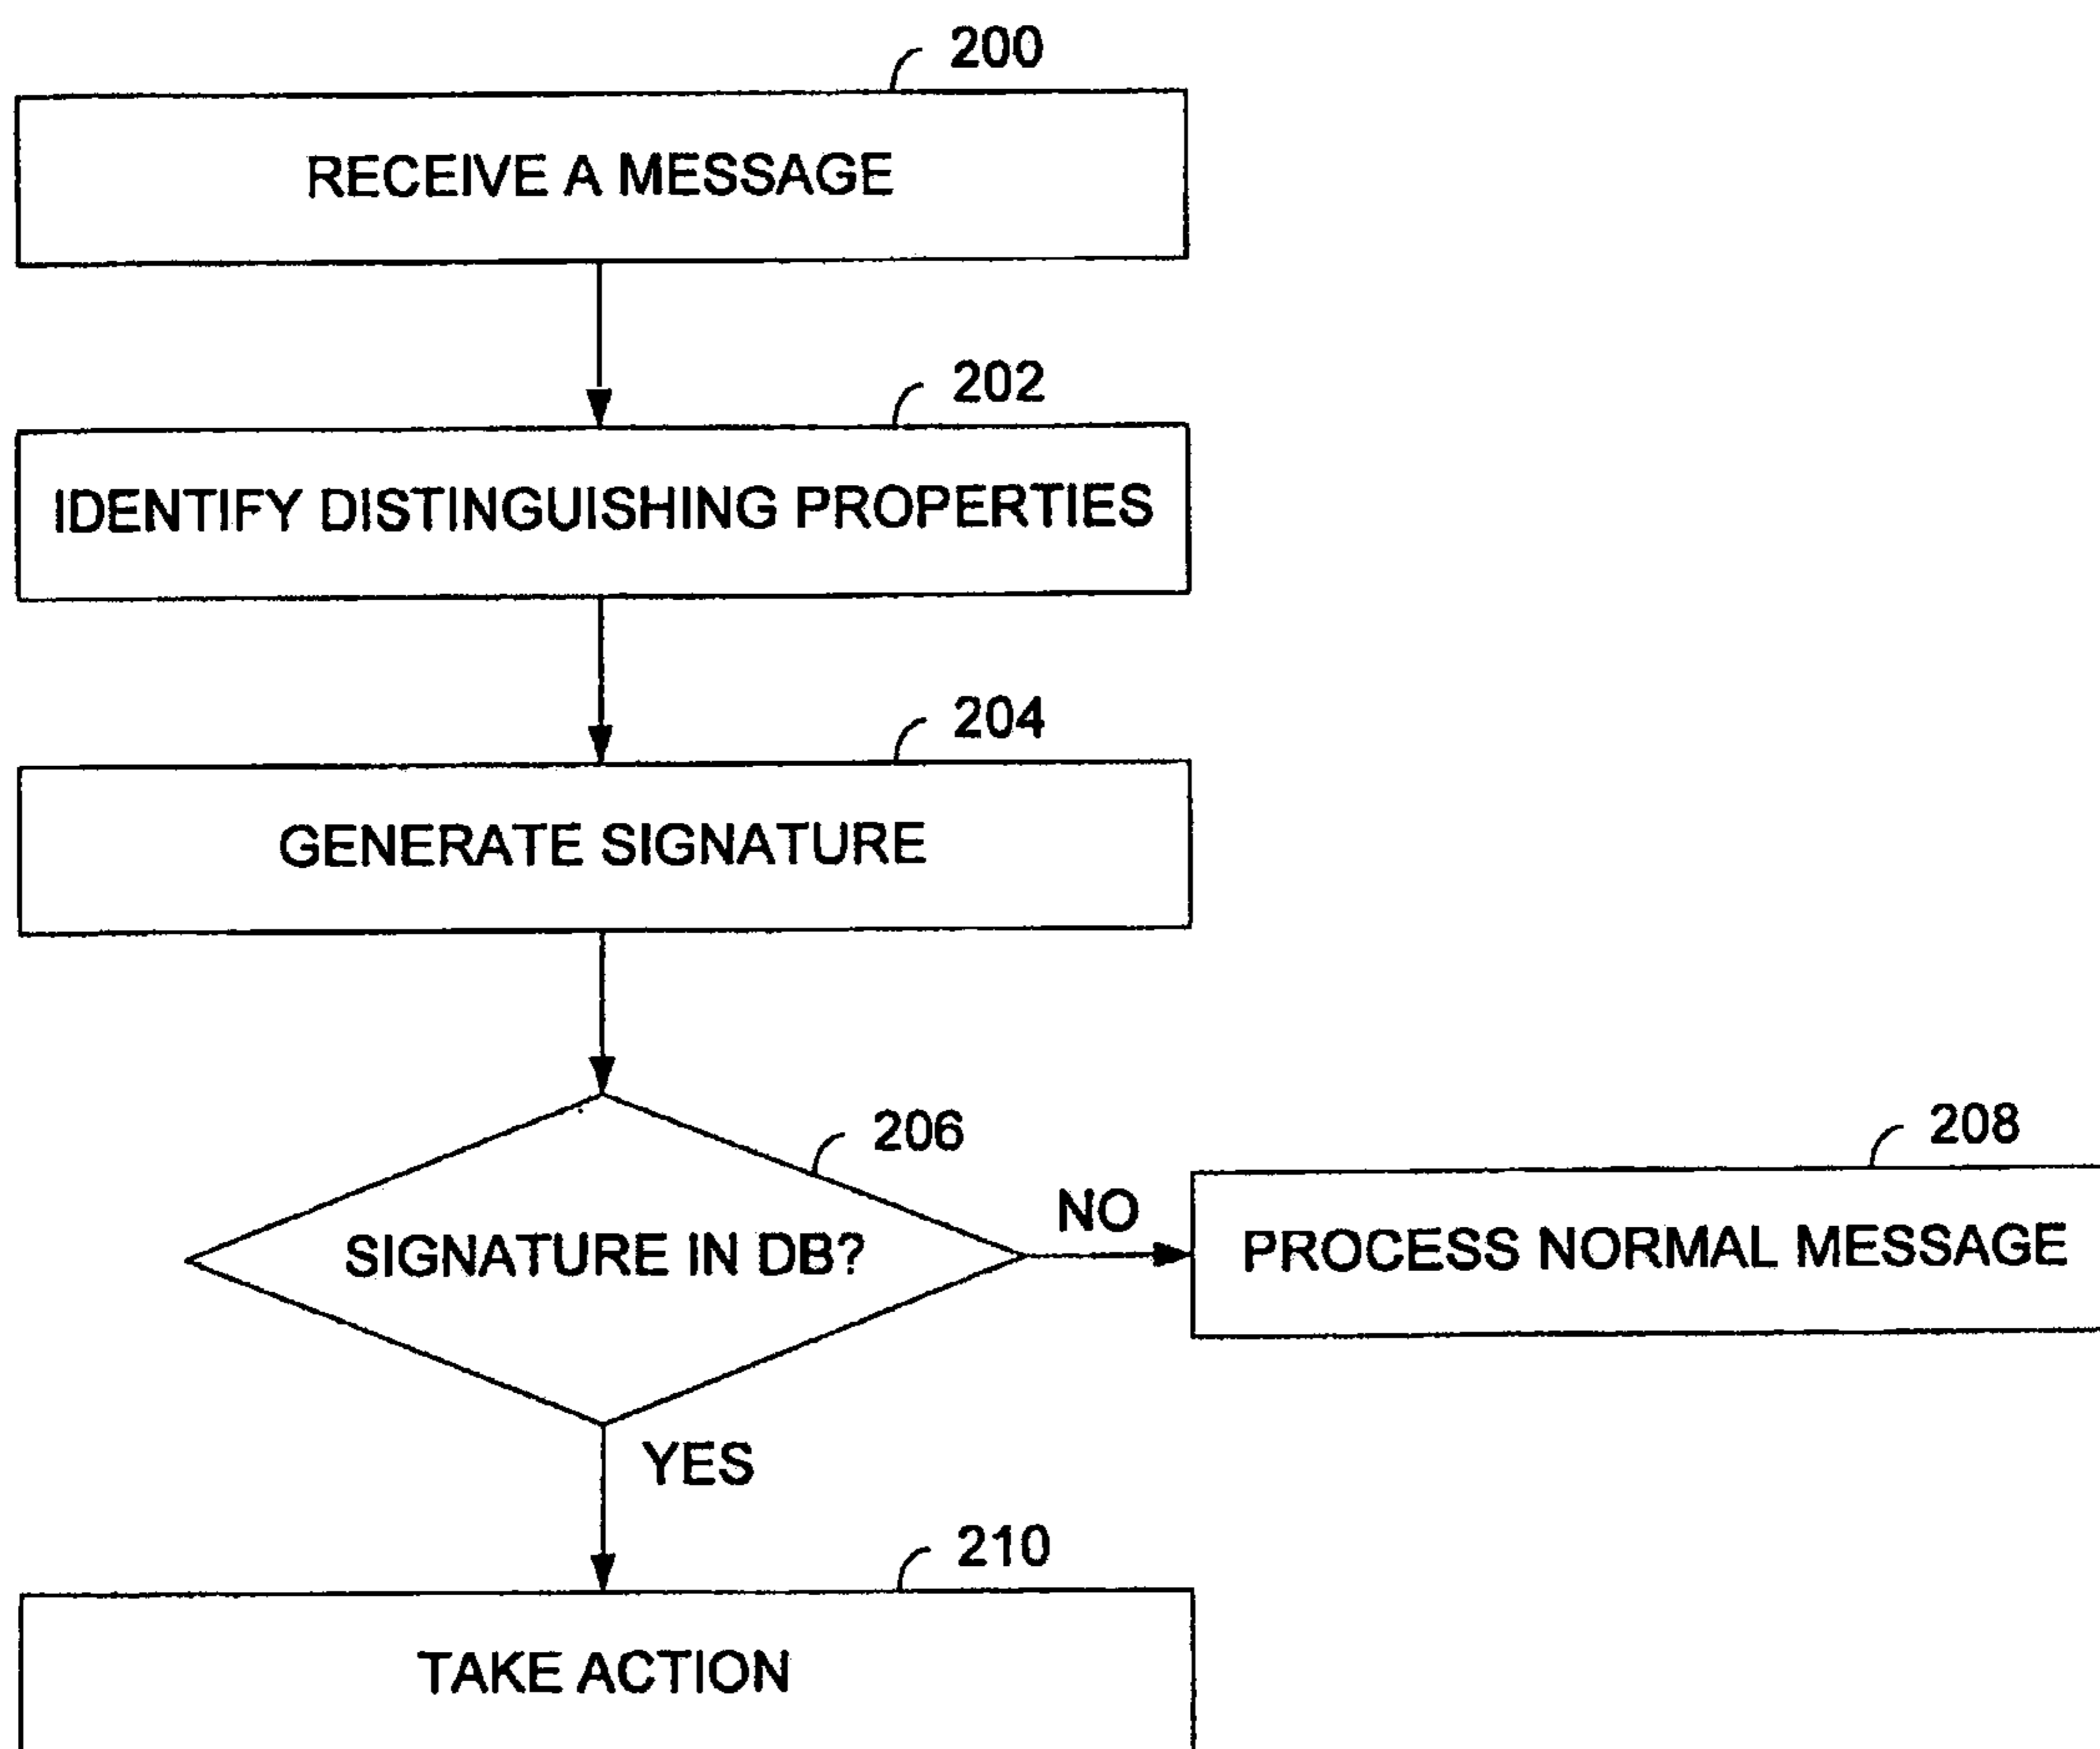 200
RECEIVE A MESSAGE
202
IDENTIFY DISTINGUISHING PROPERTIES
204
GENERATE SIGNATURE
206
SIGNATURE IN DB?
NO
208
PROCESS NORMAL MESSAGE
YES
210
TAKE ACTION